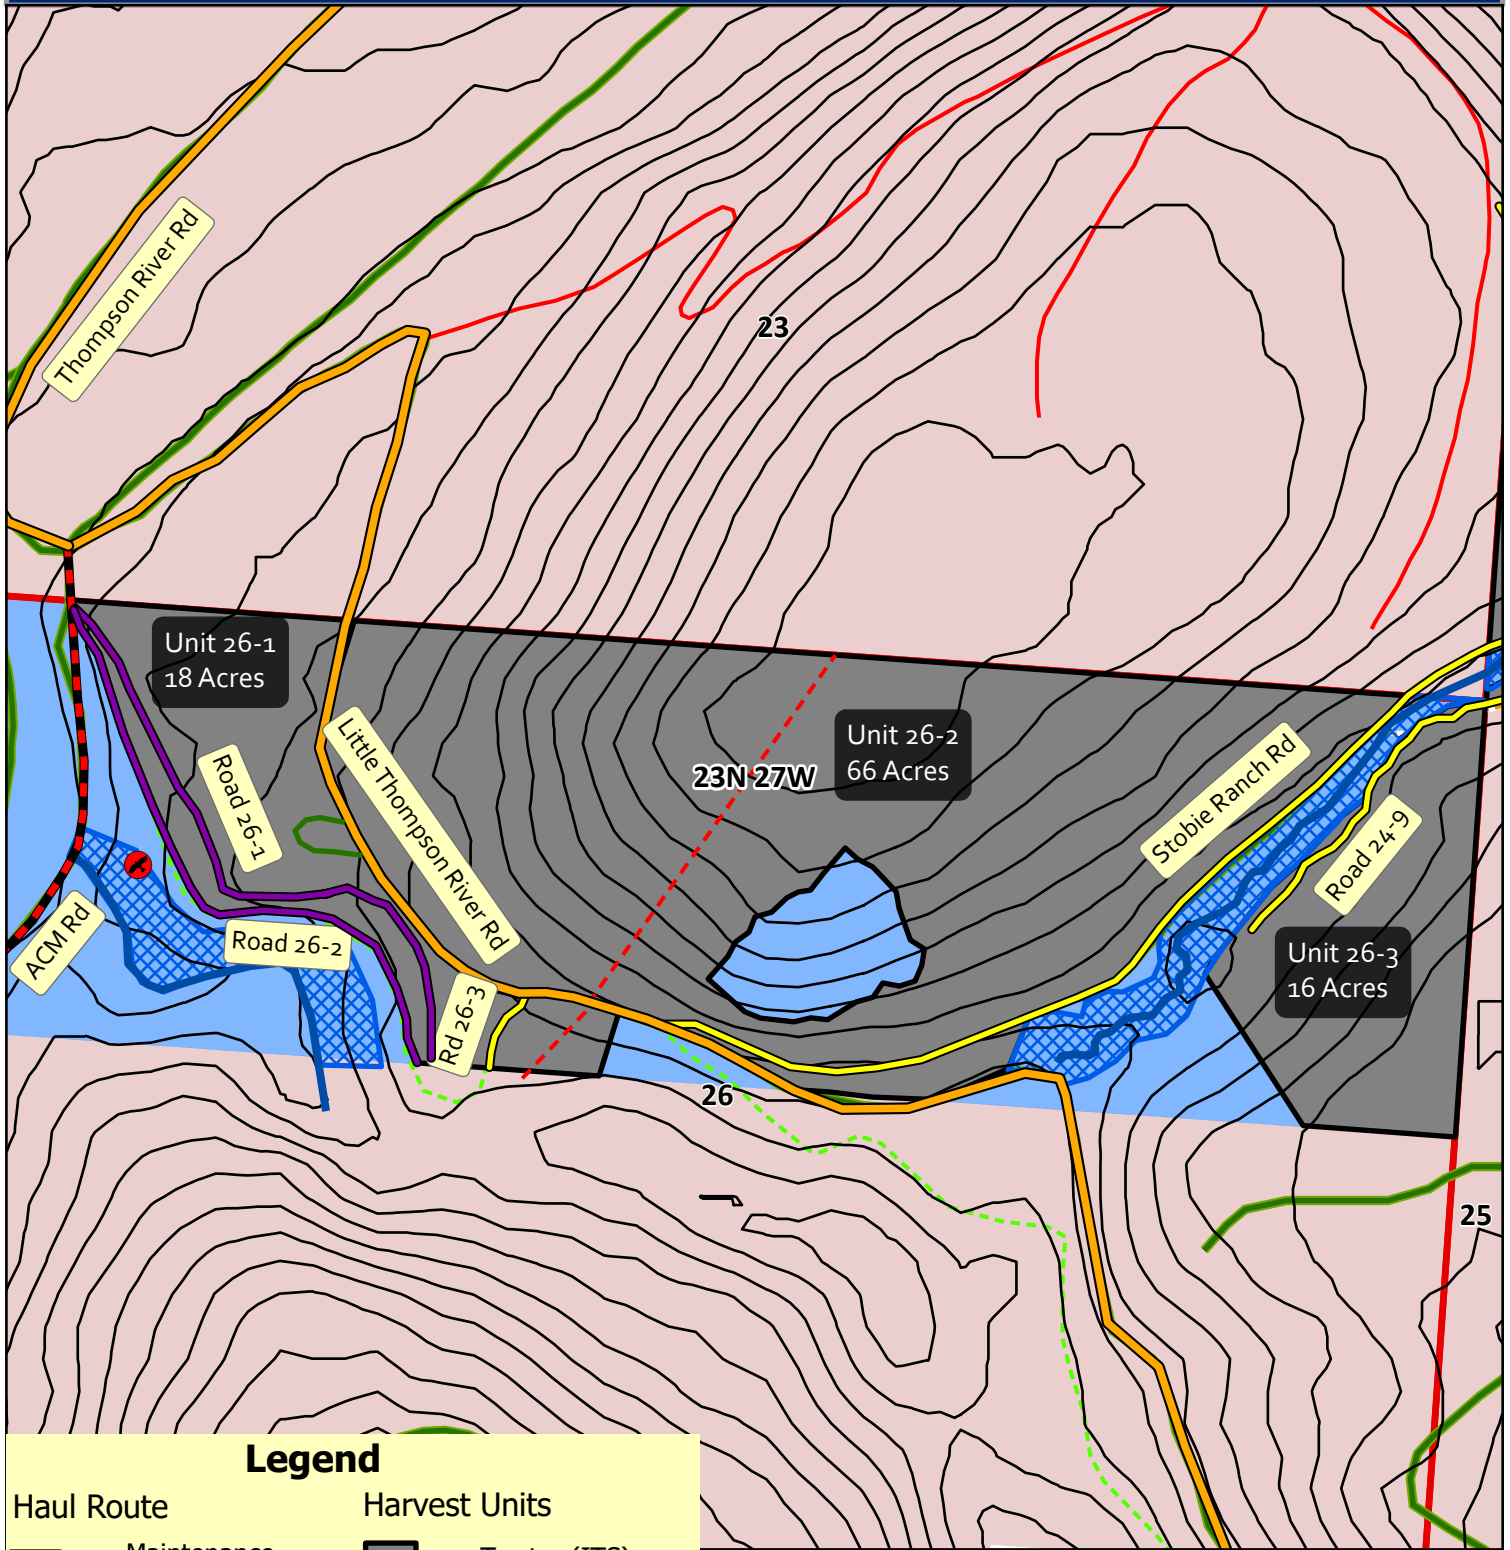 Thompson River Rd
23
Unit 26-1
18 Acres
Little Thompson River Rd
Road 26-1
Unit 26-2
66 Acres
23N 27W
Stobie Ranch Rd
Road 24-9
ACM Rd
Road 26-2
Rd 26-3
Unit 26-3
16 Acres
26
25
Legend
Haul Route
Harvest Units
Maintenance